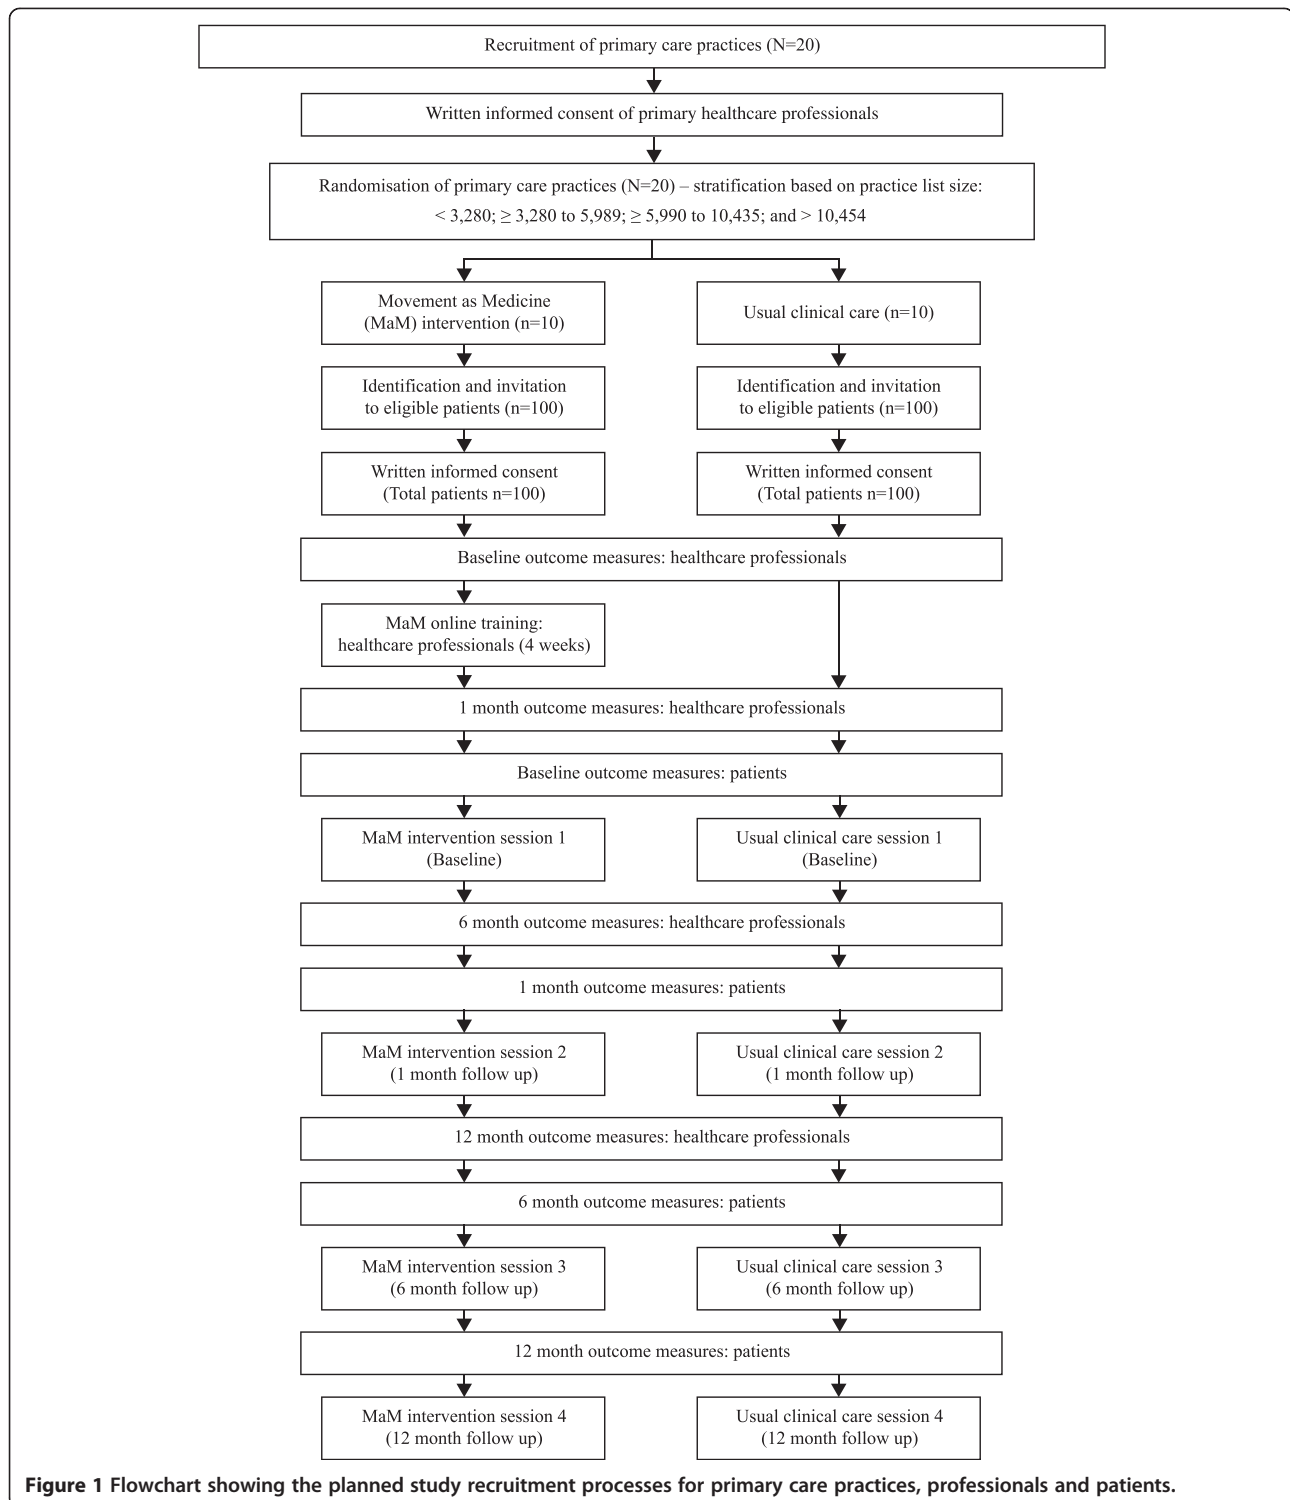 Recruitment of primary care practices (N=20)
Written informed consent of primary healthcare professionals
Randomisation of primary care practices (N=20) – stratification based on practice list size:
< 3,280; ≥ 3,280 to 5,989; ≥ 5,990 to 10,435; and > 10,454
Movement as Medicine
(MaM) intervention (n=10)
Usual clinical care (n=10)
Identification and invitation
to eligible patients (n=100)
Identification and invitation
to eligible patients (n=100)
Written informed consent
(Total patients n=100)
Written informed consent
(Total patients n=100)
Baseline outcome measures: healthcare professionals
MaM online training:
healthcare professionals (4 weeks)
1 month outcome measures: healthcare professionals
Baseline outcome measures: patients
MaM intervention session 1
(Baseline)
Usual clinical care session 1
(Baseline)
6 month outcome measures: healthcare professionals
1 month outcome measures: patients
MaM intervention session 2
(1 month follow up)
Usual clinical care session 2
(1 month follow up)
12 month outcome measures: healthcare professionals
6 month outcome measures: patients
MaM intervention session 3
(6 month follow up)
Usual clinical care session 3
(6 month follow up)
12 month outcome measures: patients
MaM intervention session 4
(12 month follow up)
Usual clinical care session 4
(12 month follow up)
Figure 1 Flowchart showing the planned study recruitment processes for primary care practices, professionals and patients.